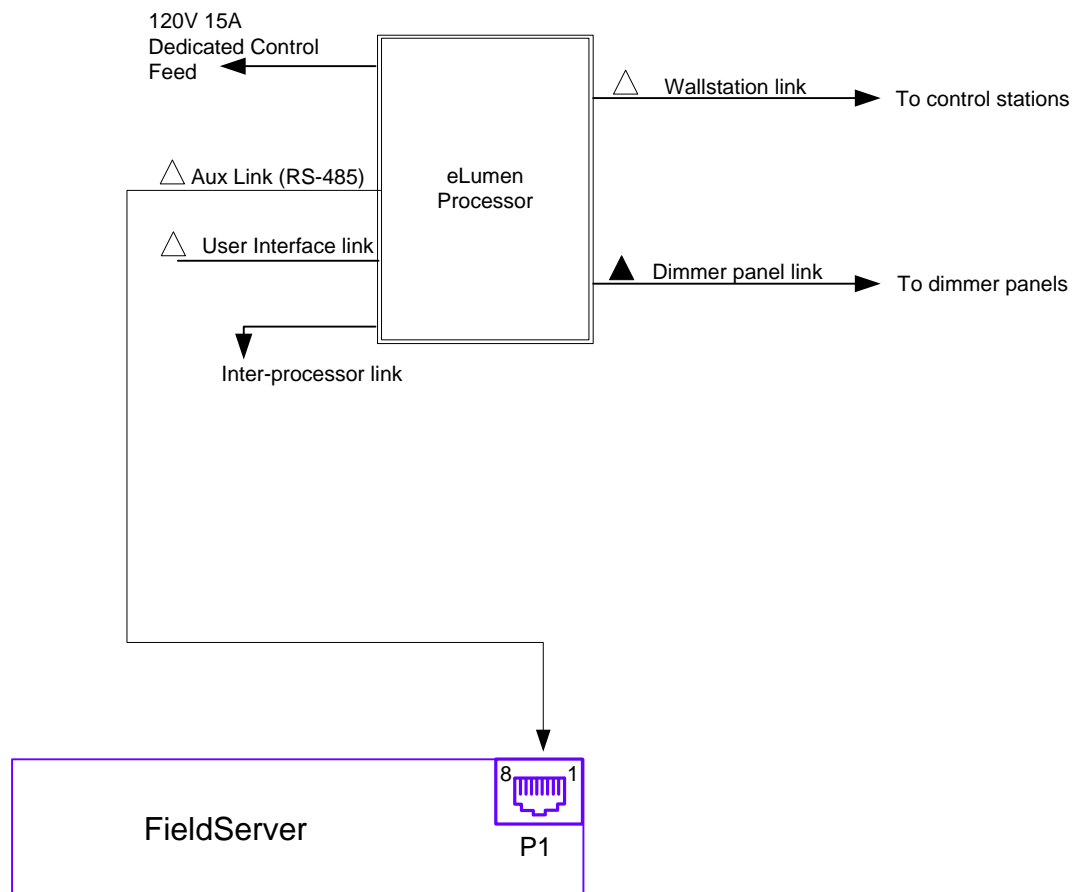 120V 15A
Dedicated Control
Feed
Wallstation link
To control stations
Aux Link (RS-485)
eLumen
Processor
User Interface link
Dimmer panel link
To dimmer panels
Inter-processor link
8
1
FieldServer
P1